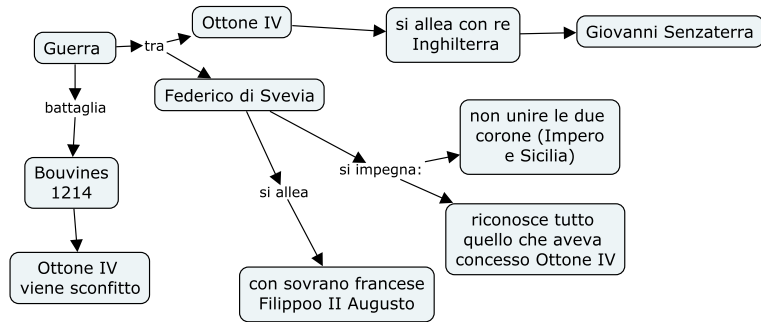 Guerra
tra
Ottone IV
si allea con re
Inghilterra
Giovanni Senzaterra
Federico di Svevia
battaglia
Bouvines
1214
Ottone IV
viene sconfitto
si allea
con sovrano francese
Filippoo II Augusto
si impegna:
non unire le due
corone (Impero
e Sicilia)
riconosce tutto
quello che aveva
concesso Ottone IV